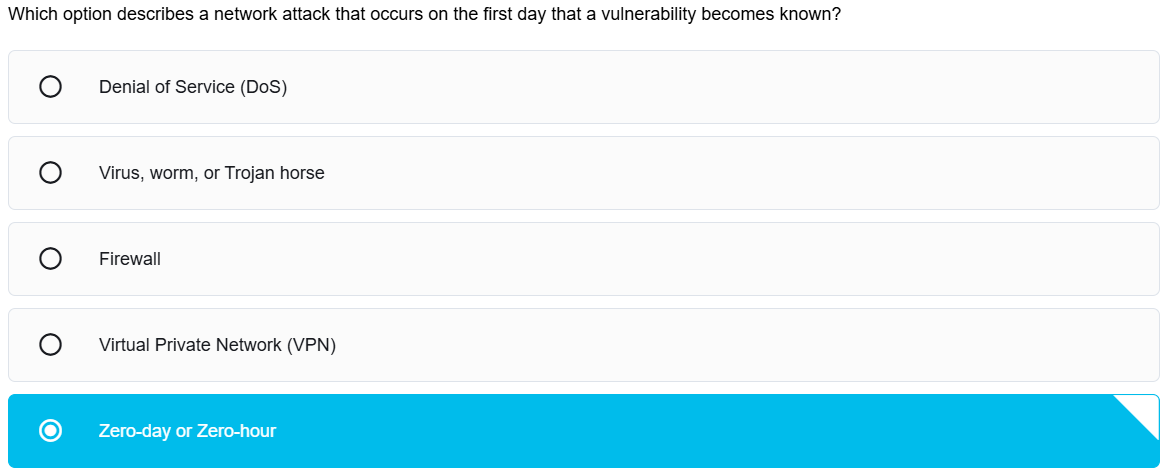 Which option describes a network attack that occurs on the first day that a vulnerability becomes known?
Denial of Service (DoS)
Virus, worm, or Trojan horse
Firewall
Virtual Private Network (VPN)
Zero-day or Zero-hour